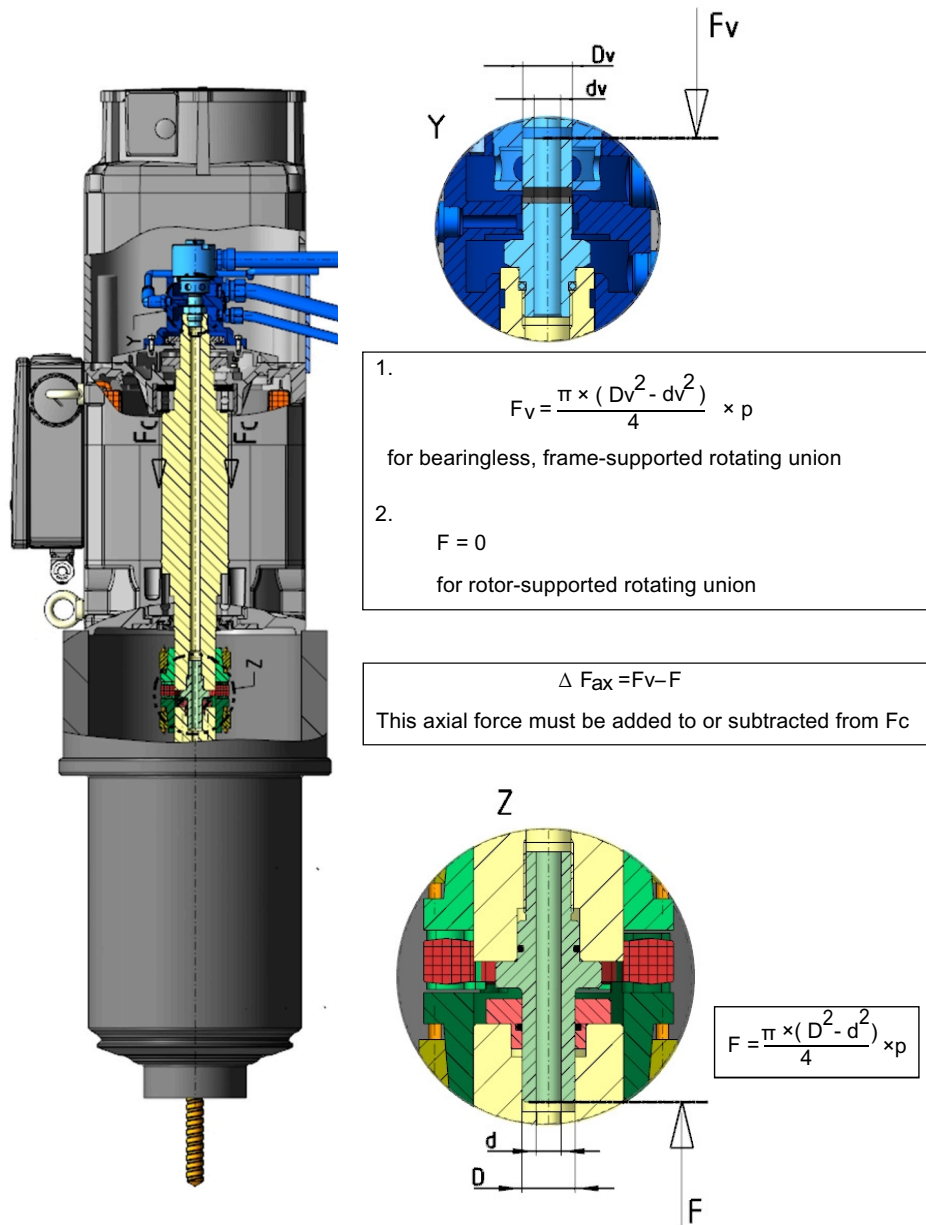 Fv
Dv
dv
Y
Y
Fc
Fc
Z
1.
Fv = π × ( Dv² - dv² ) / 4 × p
for bearingless, frame-supported rotating union
2.
F = 0
for rotor-supported rotating union
Δ Fax =Fv–F
This axial force must be added to or subtracted from Fc
Z
F = π ×( D² - d² ) / 4 ×p
d
D
F